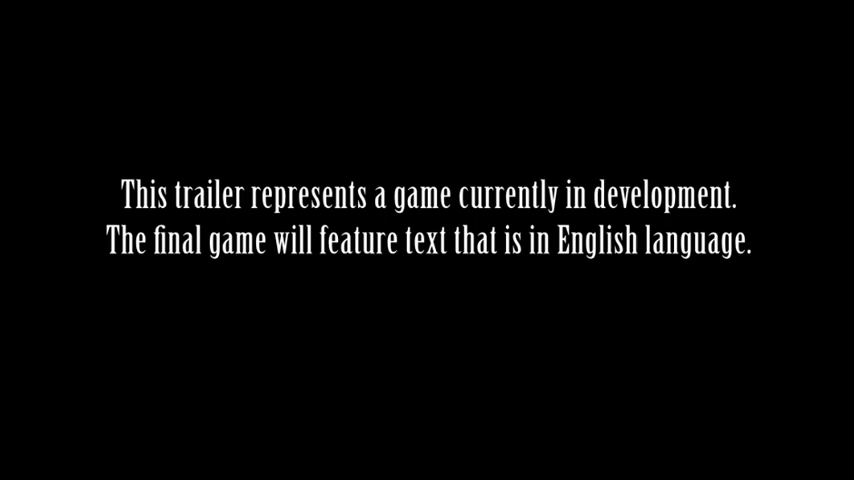 This trailer represents a game currently in development.
The final game will feature text that is in English language.